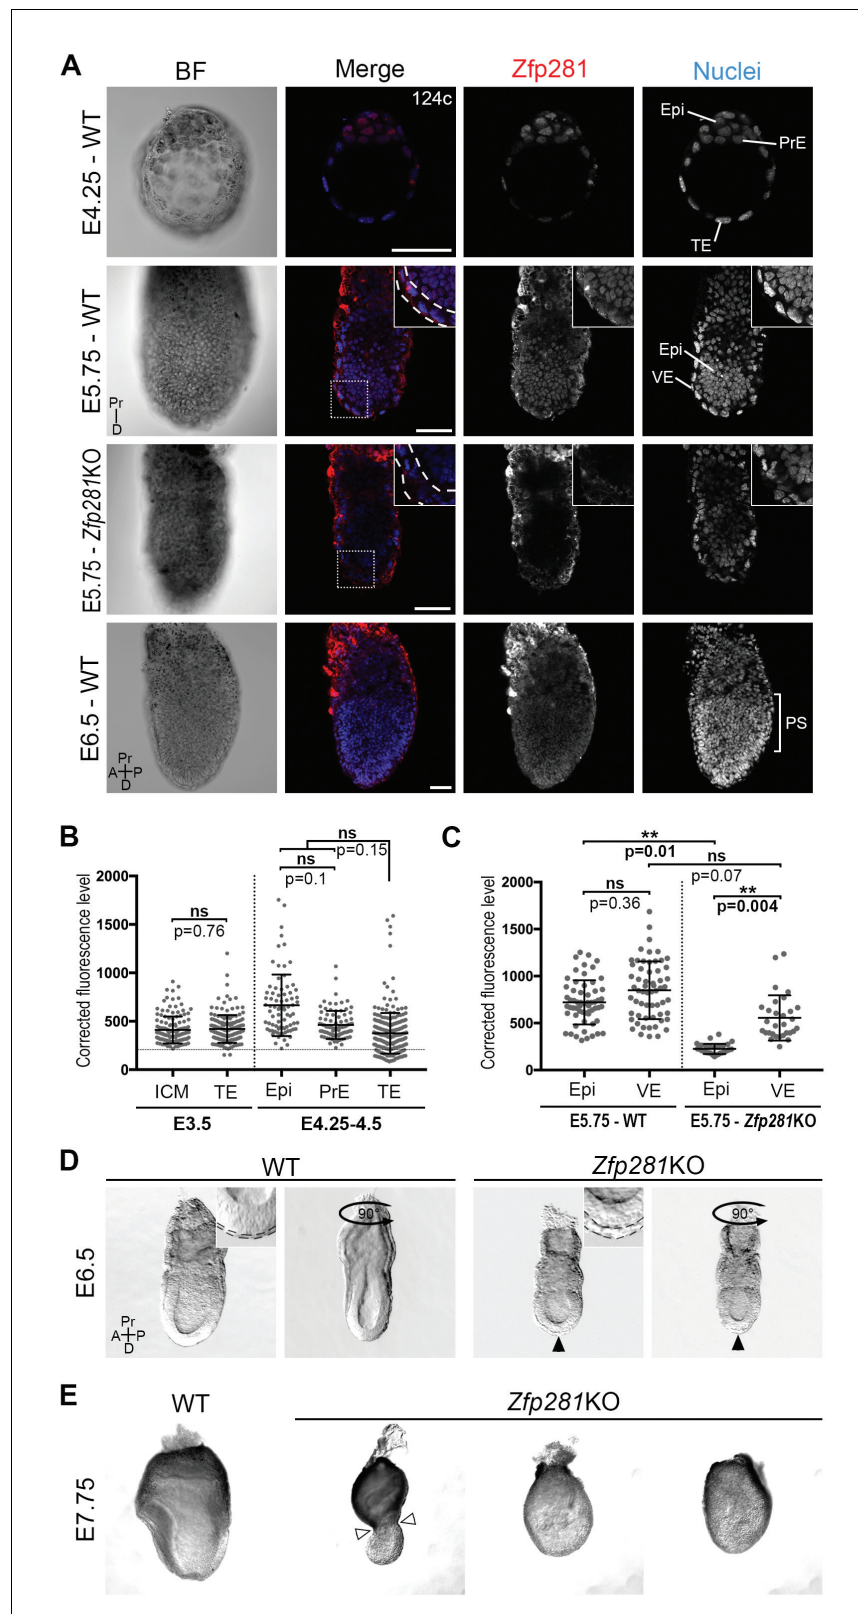 A
BF
Merge
Zfp281
Nuclei
E4.25 - WT
124c
Epi
PrE
TE
E5.75 - WT
Pr
D
Epi
VE
E5.75 - Zfp281KO
E6.5 - WT
Pr
A P
D
PS
B
Corrected fluorescence level
2000
1500
1000
500
0
ns
p=0.76
ns
p=0.15
ns
p=0.1
ICM
TE
Epi
PrE
TE
E3.5
E4.25-4.5
C
Corrected fluorescence level
2000
1500
1000
500
0
**
p=0.01
ns
p=0.07
ns
p=0.36
**
p=0.004
Epi
VE
Epi
VE
E5.75 - WT
E5.75 - Zfp281KO
D
WT
Zfp281KO
E6.5
90°
90°
Pr
A P
D
E
WT
Zfp281KO
E7.75